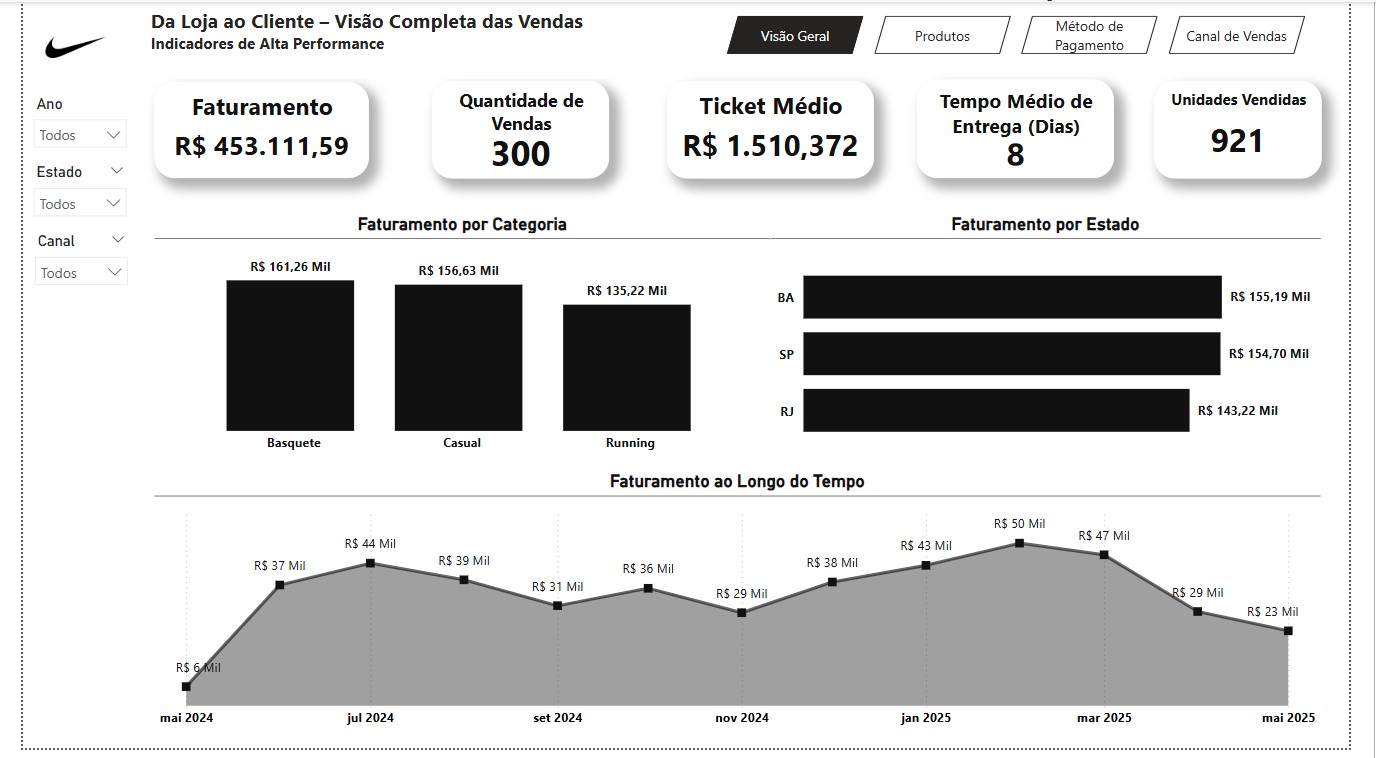 Da Loja ao Cliente – Visão Completa das Vendas
Indicadores de Alta Performance
Visão Geral
Produtos
Método de
Pagamento
Canal de Vendas
Ano
Todos
Estado
Todos
Canal
Todos
Faturamento
R$ 453.111,59
Quantidade de
Vendas
300
Ticket Médio
R$ 1.510,372
Tempo Médio de
Entrega (Dias)
8
Unidades Vendidas
921
Faturamento por Categoria
R$ 161,26 Mil
R$ 156,63 Mil
R$ 135,22 Mil
Basquete
Casual
Running
Faturamento por Estado
BA
R$ 155,19 Mil
SP
R$ 154,70 Mil
RJ
R$ 143,22 Mil
Faturamento ao Longo do Tempo
R$ 6 Mil
R$ 37 Mil
R$ 44 Mil
R$ 39 Mil
R$ 31 Mil
R$ 36 Mil
R$ 29 Mil
R$ 38 Mil
R$ 43 Mil
R$ 50 Mil
R$ 47 Mil
R$ 29 Mil
R$ 23 Mil
mai 2024
jul 2024
set 2024
nov 2024
jan 2025
mar 2025
mai 2025